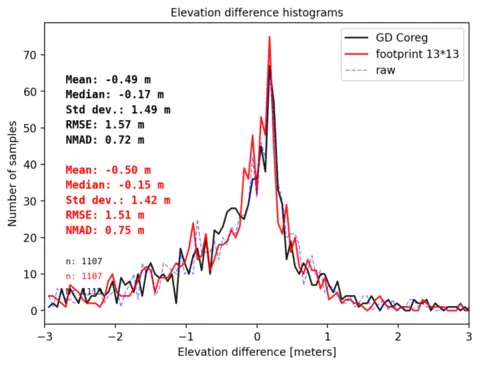 Elevation difference histograms
GD Coreg
footprint 13*13
raw
Mean: -0.49 m
Median: -0.17 m
Std dev.: 1.49 m
RMSE: 1.57 m
NMAD: 0.72 m
Mean: -0.50 m
Median: -0.15 m
Std dev.: 1.42 m
RMSE: 1.51 m
NMAD: 0.75 m
n: 1107
n: 1107
Number of samples
70
60
50
40
30
20
10
0
−3
−2
−1
0
1
2
3
Elevation difference [meters]